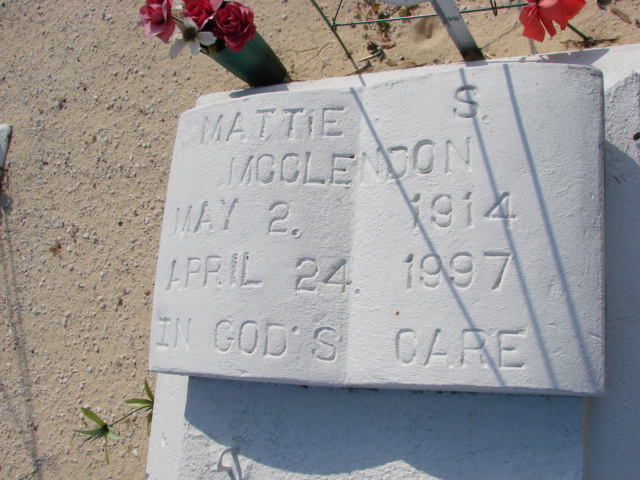 MATTIE S.
MCCLENDON
MAY 2. 1914
APRIL 24. 1997
IN GOD'S CARE